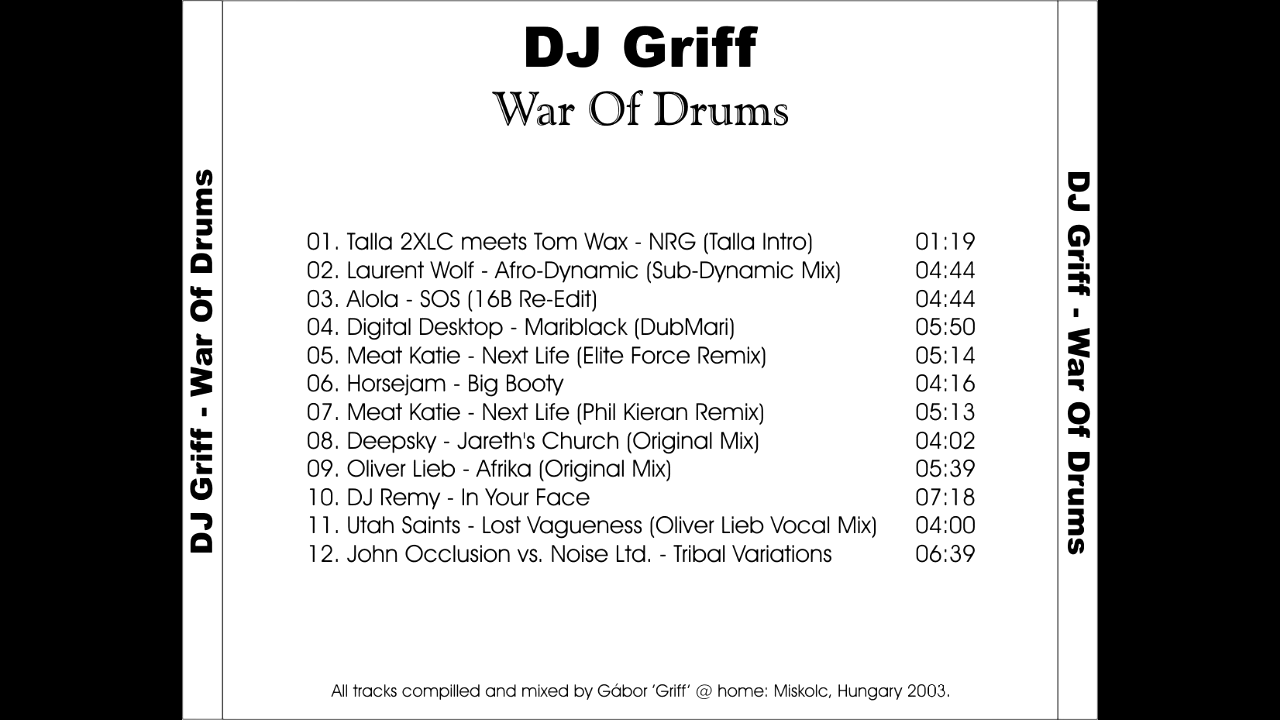 DJ Griff
War Of Drums
DJ Griff - War Of Drums
01. Talla 2XLC meets Tom Wax - NRG (Talla Intro) 01:19
02. Laurent Wolf - Afro-Dynamic (Sub-Dynamic Mix) 04:44
03. Alola - SOS (16B Re-Edit) 04:44
04. Digital Desktop - Mariblack (DubMari) 05:50
05. Meat Katie - Next Life (Elite Force Remix) 05:14
06. Horsejam - Big Booty 04:16
07. Meat Katie - Next Life (Phil Kieran Remix) 05:13
08. Deepsky - Jareth's Church (Original Mix) 04:02
09. Oliver Lieb - Afrika (Original Mix) 05:39
10. DJ Remy - In Your Face 07:18
11. Utah Saints - Lost Vagueness (Oliver Lieb Vocal Mix) 04:00
12. John Occlusion vs. Noise Ltd. - Tribal Variations 06:39
DJ Griff - War Of Drums
All tracks compilled and mixed by Gábor 'Griff' @ home: Miskolc, Hungary 2003.